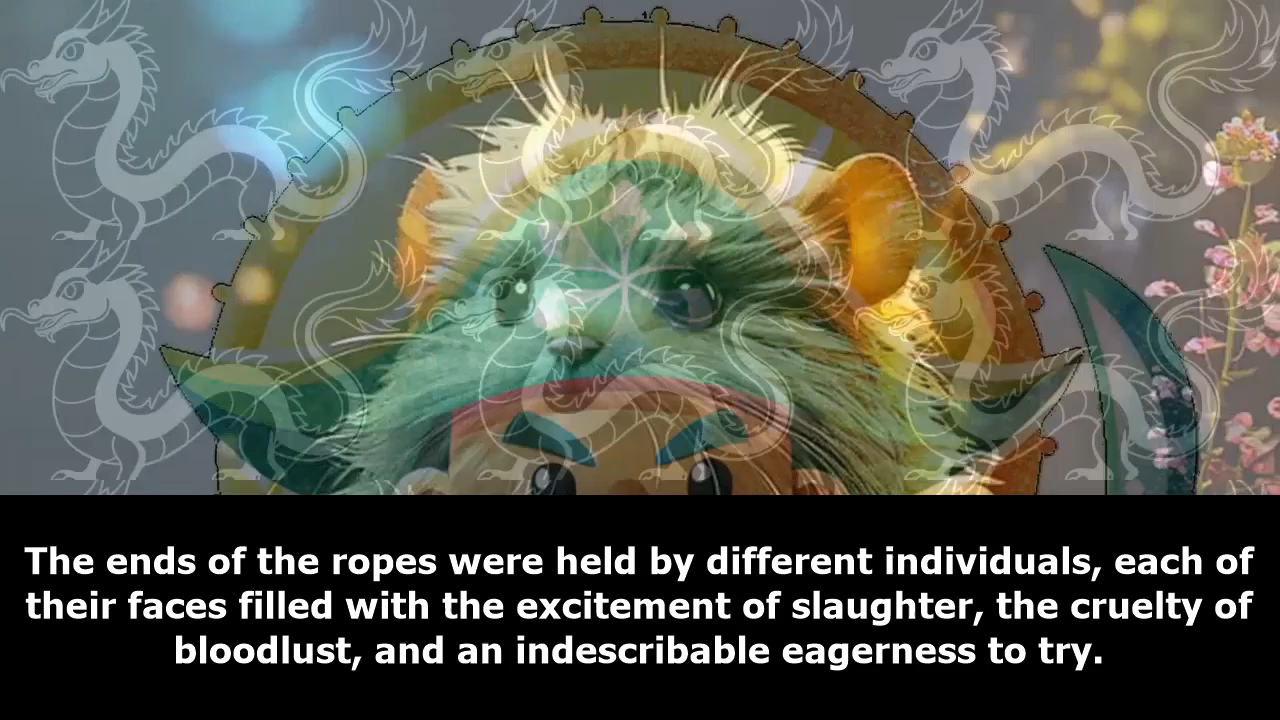 The ends of the ropes were held by different individuals, each of
their faces filled with the excitement of slaughter, the cruelty of
bloodlust, and an indescribable eagerness to try.